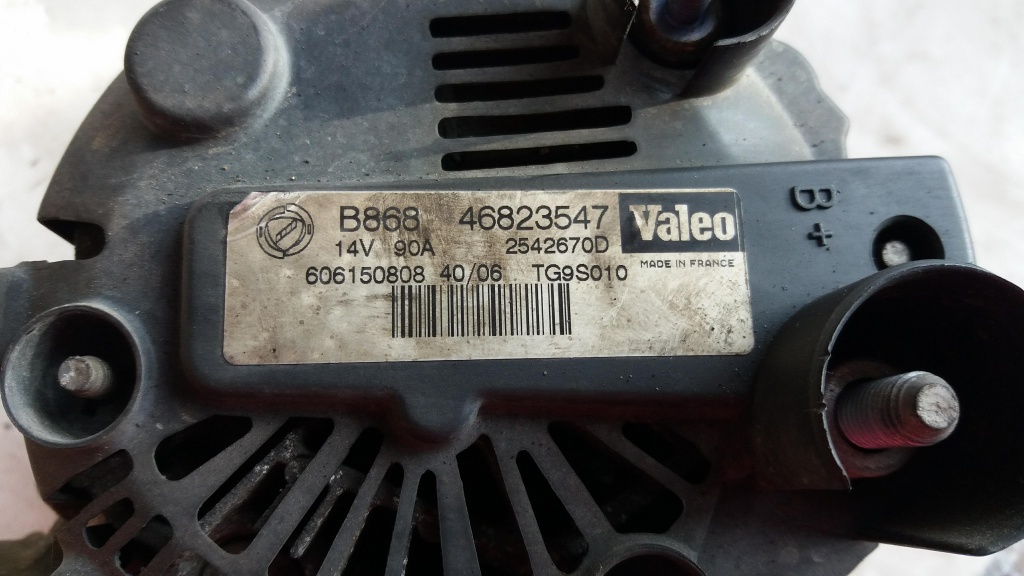 B868 46823547 Valeo
14V 90A 2542670D
MADE IN FRANCE
606150808 40/06 TG9S010
B+